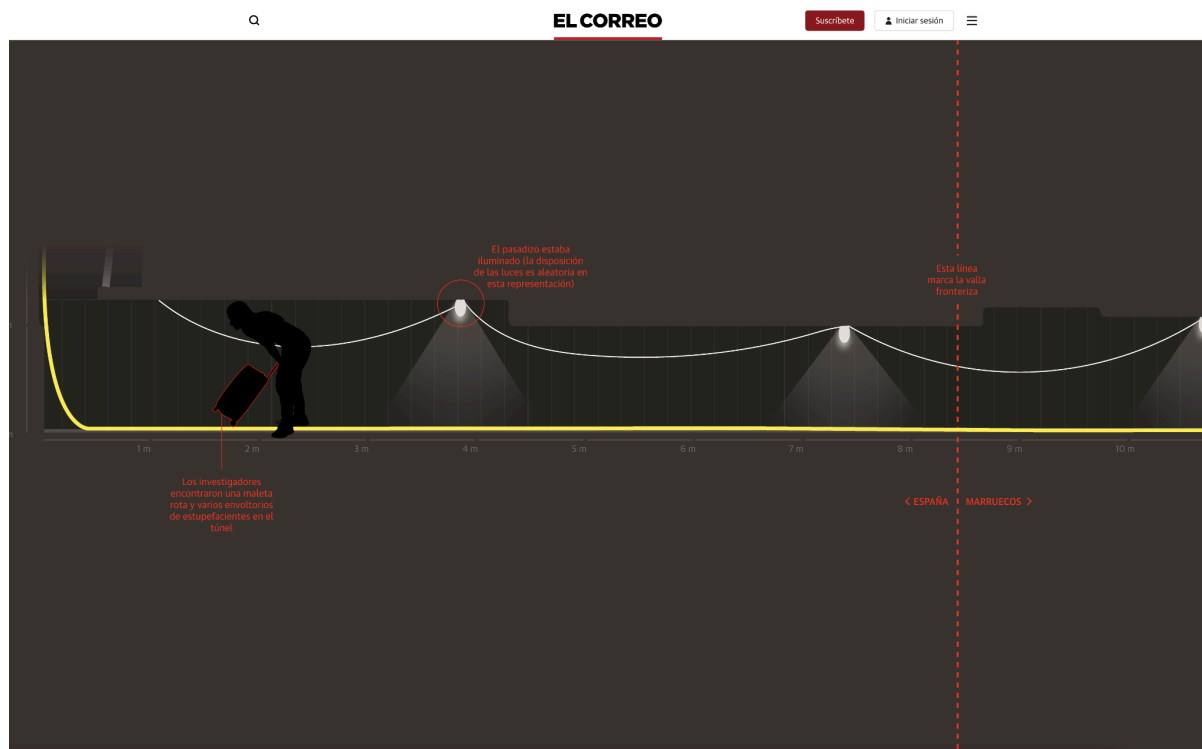 EL CORREO
Suscríbete
Iniciar sesión
El pasadizo estaba
iluminado (la disposición
de las luces es aleatoria en
esta representación)
Esta línea
marca la valla
fronteriza
1 m
2 m
3 m
4 m
5 m
6 m
7 m
8 m
9 m
10 m
Los investigadores
encontraron una maleta
rota y varios envoltorios
de estupefacientes en el
túnel
< ESPAÑA
MARRUECOS >